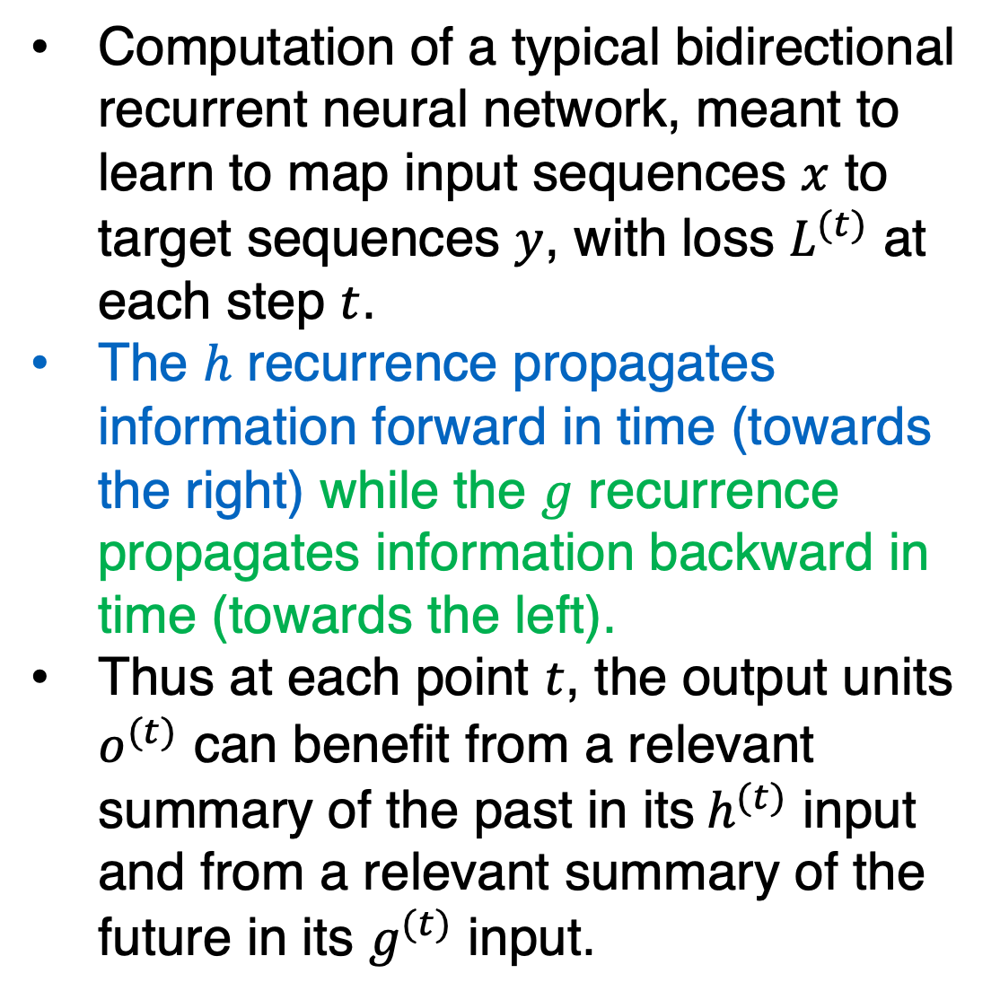 • Computation of a typical bidirectional
recurrent neural network, meant to
learn to map input sequences x to
target sequences y, with loss L^(t) at
each step t.
• The h recurrence propagates
information forward in time (towards
the right) while the g recurrence
propagates information backward in
time (towards the left).
• Thus at each point t, the output units
o^(t) can benefit from a relevant
summary of the past in its h^(t) input
and from a relevant summary of the
future in its g^(t) input.